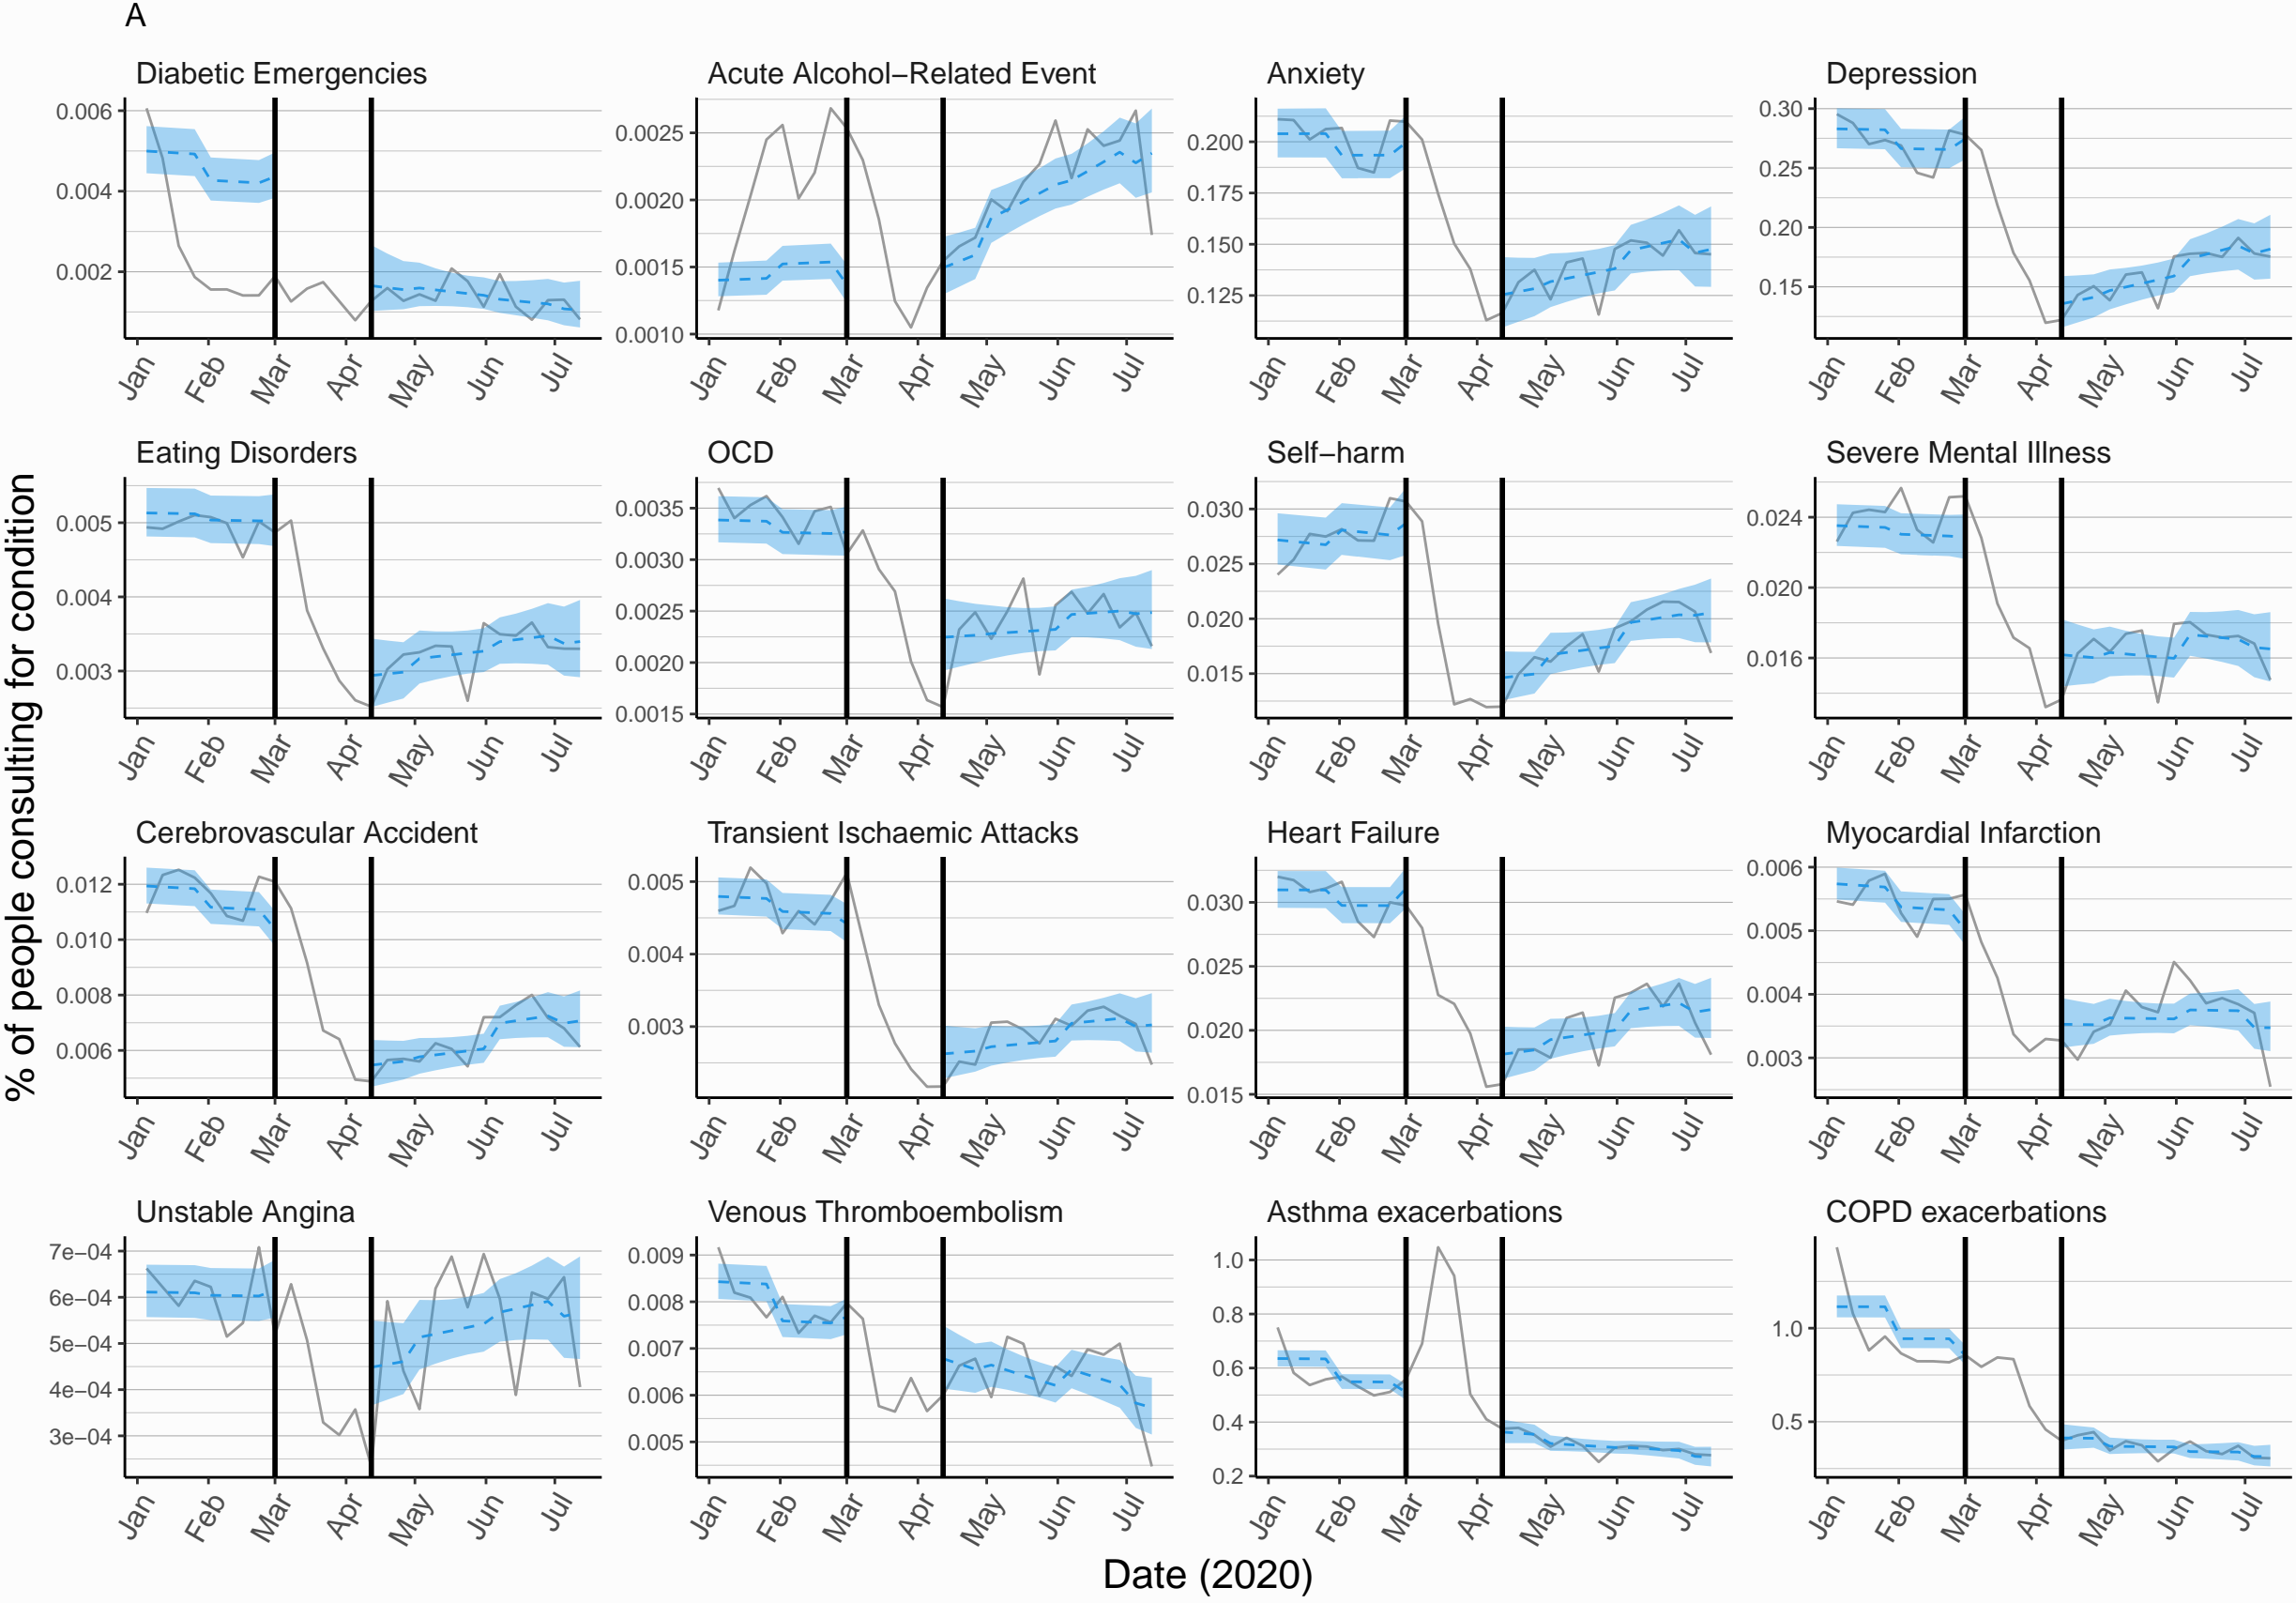 A
Diabetic Emergencies
Acute Alcohol−Related Event
Anxiety
Depression
0.006
0.004
0.002
0.0025
0.0020
0.0015
0.0010
0.200
0.175
0.150
0.125
0.30
0.25
0.20
0.15
Jan Feb Mar Apr May Jun Jul
Jan Feb Mar Apr May Jun Jul
Jan Feb Mar Apr May Jun Jul
Jan Feb Mar Apr May Jun Jul
Eating Disorders
OCD
Self−harm
Severe Mental Illness
0.005
0.004
0.003
0.0035
0.0030
0.0025
0.0020
0.0015
0.030
0.025
0.020
0.015
0.024
0.020
0.016
Jan Feb Mar Apr May Jun Jul
Jan Feb Mar Apr May Jun Jul
Jan Feb Mar Apr May Jun Jul
Jan Feb Mar Apr May Jun Jul
% of people consulting for condition
Cerebrovascular Accident
Transient Ischaemic Attacks
Heart Failure
Myocardial Infarction
0.012
0.010
0.008
0.006
0.005
0.004
0.003
0.030
0.025
0.020
0.015
0.006
0.005
0.004
0.003
Jan Feb Mar Apr May Jun Jul
Jan Feb Mar Apr May Jun Jul
Jan Feb Mar Apr May Jun Jul
Jan Feb Mar Apr May Jun Jul
Unstable Angina
Venous Thromboembolism
Asthma exacerbations
COPD exacerbations
7e−04
6e−04
5e−04
4e−04
3e−04
0.009
0.008
0.007
0.006
0.005
1.0
0.8
0.6
0.4
0.2
1.0
0.5
Jan Feb Mar Apr May Jun Jul
Jan Feb Mar Apr May Jun Jul
Jan Feb Mar Apr May Jun Jul
Jan Feb Mar Apr May Jun Jul
Date (2020)